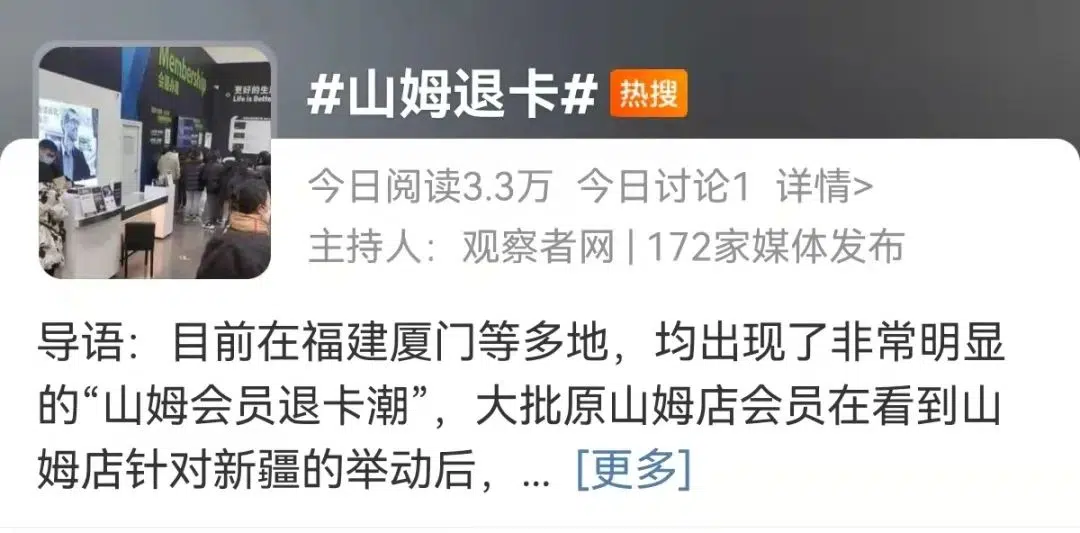 Membership
会员办理
更好的生
Life is Bette
#山姆退卡# 热搜
今日阅读3.3万 今日讨论1 详情>
主持人：观察者网 | 172家媒体发布
导语：目前在福建厦门等多地，均出现了非常明显
的“山姆会员退卡潮”，大批原山姆店会员在看到山
姆店针对新疆的举动后，... [更多]